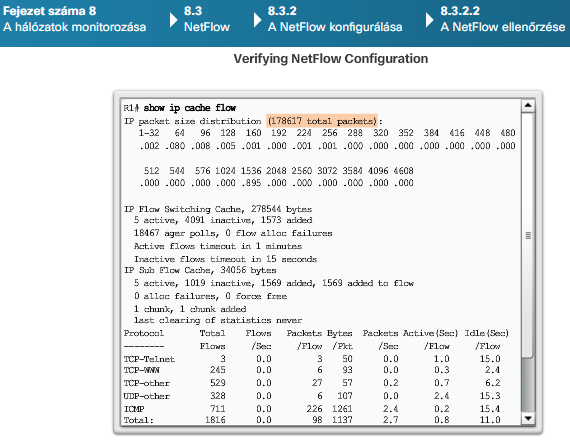 Fejezet száma 8
A hálózatok monitorozása
8.3
NetFlow
8.3.2
A NetFlow konfigurálása
8.3.2.2
A NetFlow ellenőrzése
Verifying NetFlow Configuration
R1# show ip cache flow
IP packet size distribution (178617 total packets):
1-32 64 96 128 160 192 224 256 288 320 352 384 416 448 480
.002 .080 .008 .005 .001 .000 .001 .001 .000 .000 .000 .000 .000 .000 .000
512 544 576 1024 1536 2048 2560 3072 3584 4096 4608
.000 .000 .000 .000 .895 .000 .000 .000 .000 .000 .000
IP Flow Switching Cache, 278544 bytes
5 active, 4091 inactive, 1573 added
18467 ager polls, 0 flow alloc failures
Active flows timeout in 1 minutes
Inactive flows timeout in 15 seconds
IP Sub Flow Cache, 34056 bytes
5 active, 1019 inactive, 1569 added, 1569 added to flow
0 alloc failures, 0 force free
1 chunk, 1 chunk added
last clearing of statistics never
Protocol Total Flows Packets Bytes Packets Active(Sec) Idle(Sec)
-------- Flows /Sec /Flow /Pkt /Sec /Flow /Flow
TCP-Telnet 3 0.0 3 50 0.0 1.0 15.0
TCP-WWW 245 0.0 6 93 0.0 0.3 2.4
TCP-other 529 0.0 27 57 0.2 0.7 6.2
UDP-other 328 0.0 6 107 0.0 2.4 15.3
ICMP 711 0.0 226 1261 2.4 0.2 15.4
Total: 1816 0.0 98 1137 2.7 0.8 11.0